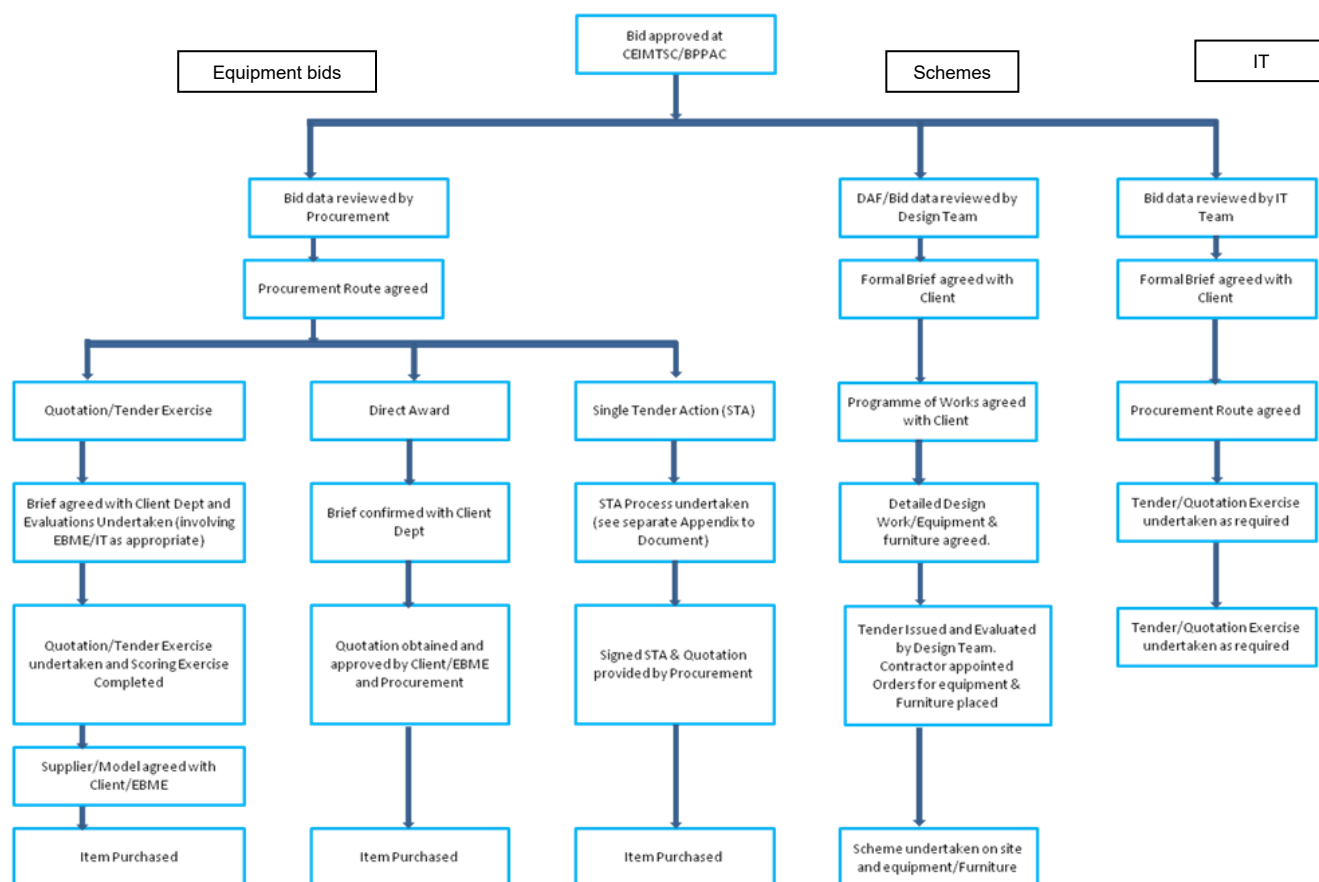 Bid approved at
CEIMTSC/BPPAC
Equipment bids
Schemes
IT
Bid data reviewed by
Procurement
DAF/Bid data reviewed by
Design Team
Bid data reviewed by IT
Team
Procurement Route agreed
Formal Brief agreed with
Client
Formal Brief agreed with
Client
Quotation/Tender Exercise
Direct Award
Single Tender Action (STA)
Programme of Works agreed
with Client
Procurement Route agreed
Brief agreed with Client Dept and
Evaluations Undertaken (involving
EBME/IT as appropriate)
Brief confirmed with Client
Dept
STA Process undertaken
(see separate Appendix to
Document)
Detailed Design
Work/Equipment &
furniture agreed.
Tender/Quotation Exercise
undertaken as required
Quotation/Tender Exercise
undertaken and Scoring Exercise
Completed
Quotation obtained and
approved by Client/EBME
and Procurement
Signed STA & Quotation
provided by Procurement
Tender Issued and Evaluated
by Design Team.
Contractor appointed
Orders for equipment &
Furniture placed
Tender/Quotation Exercise
undertaken as required
Supplier/Model agreed with
Client/EBME
Item Purchased
Item Purchased
Item Purchased
Scheme undertaken on site
and equipment/Furniture